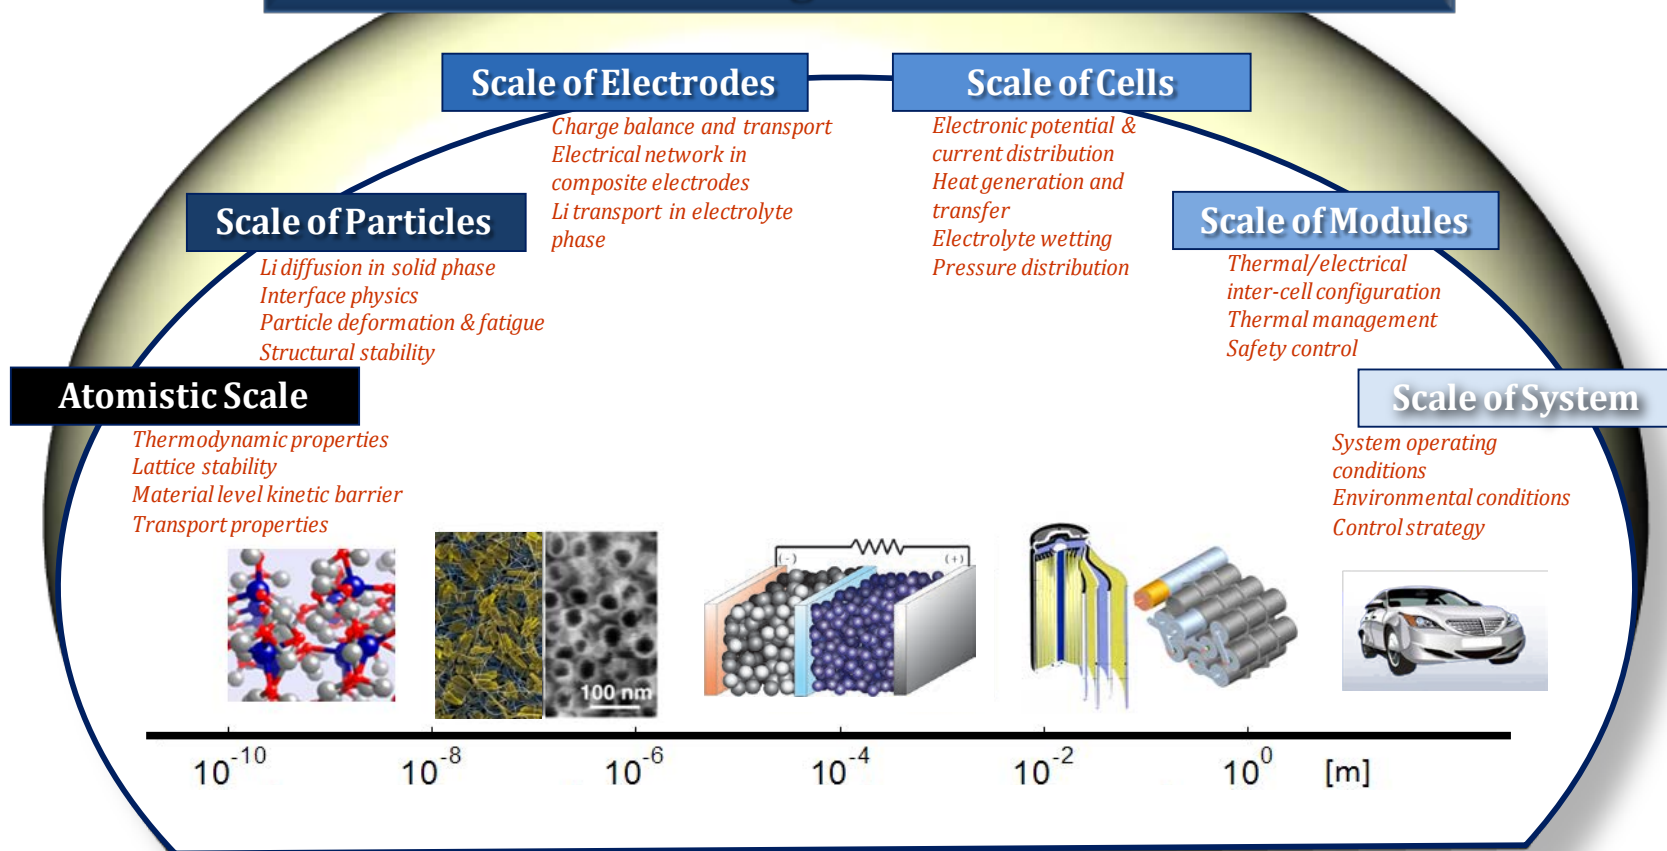 Scale of Electrodes
Charge balance and transport
Electrical network in
composite electrodes
Li transport in electrolyte
phase
Scale of Cells
Electronic potential &
current distribution
Heat generation and
transfer
Electrolyte wetting
Pressure distribution
Scale of Particles
Li diffusion in solid phase
Interface physics
Particle deformation & fatigue
Structural stability
Scale of Modules
Thermal/electrical
inter-cell configuration
Thermal management
Safety control
Atomistic Scale
Thermodynamic properties
Lattice stability
Material level kinetic barrier
Transport properties
Scale of System
System operating
conditions
Environmental conditions
Control strategy
100 nm
(-)
(+)
10⁻¹⁰ 10⁻⁸ 10⁻⁶ 10⁻⁴ 10⁻² 10⁰ [m]